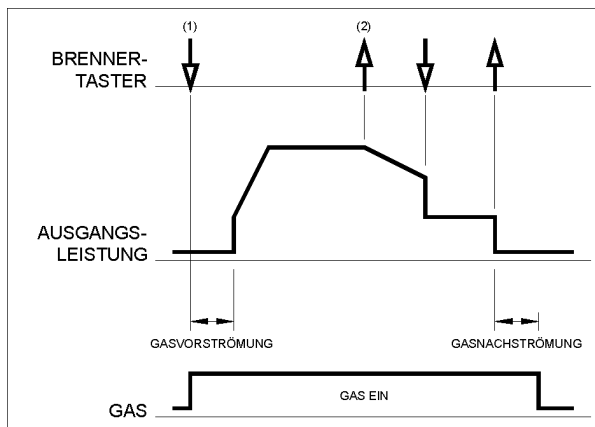 (1) (2)
BRENNER-
TASTER
AUSGANGS-
LEISTUNG
GASVORSTRÖMUNG GASNACHSTRÖMUNG
GAS EIN
GAS